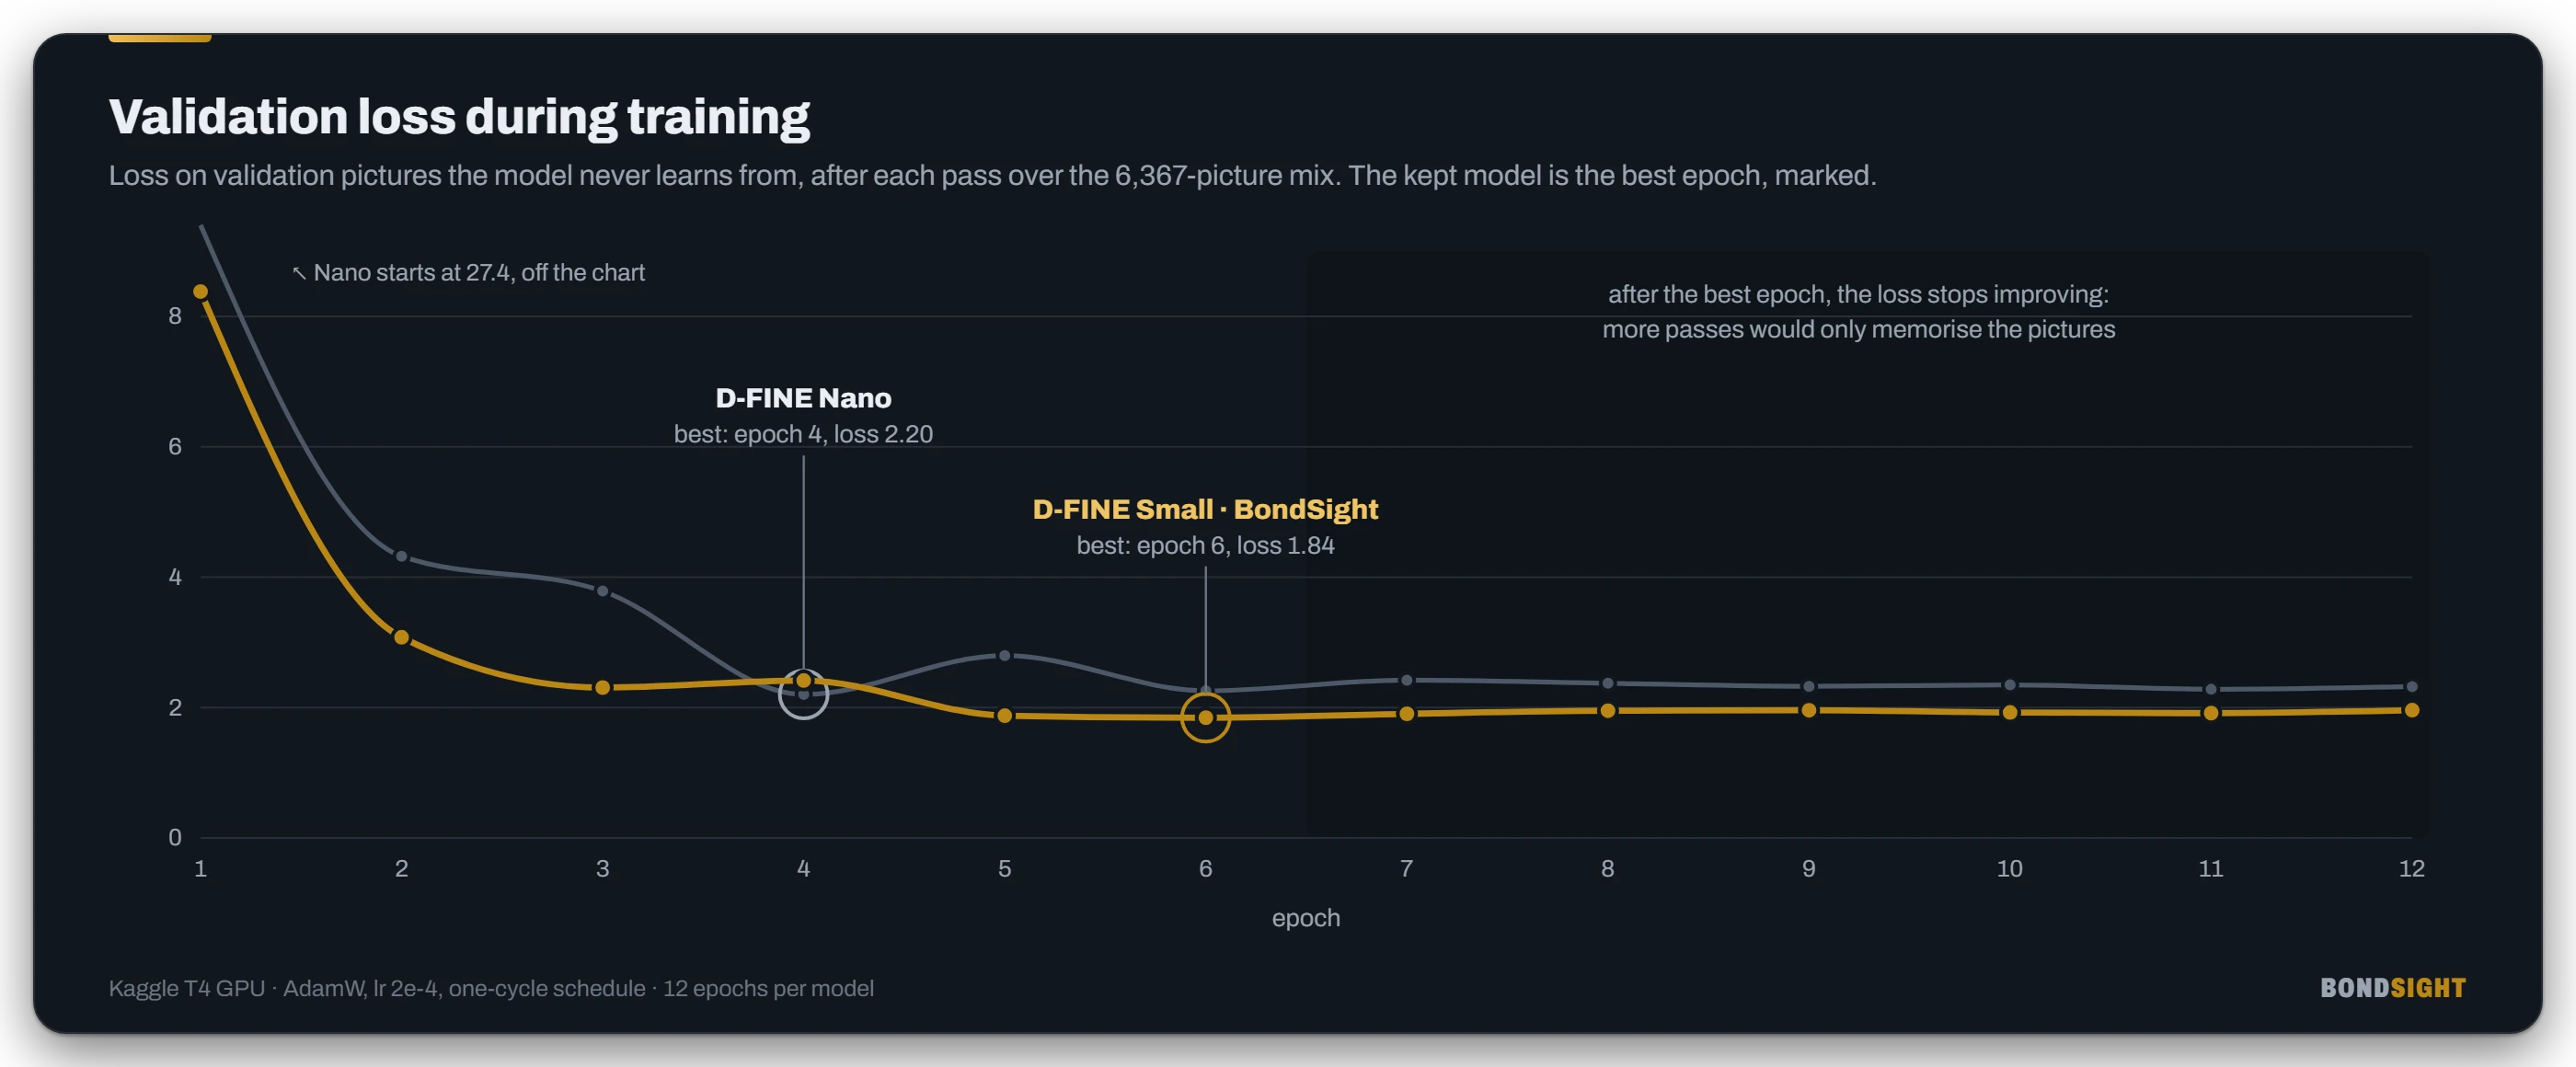 Validation loss during training
Loss on validation pictures the model never learns from, after each pass over the 6,367-picture mix. The kept model is the best epoch, marked.
↖ Nano starts at 27.4, off the chart
after the best epoch, the loss stops improving:
more passes would only memorise the pictures
8
D-FINE Nano
best: epoch 4, loss 2.20
6
D-FINE Small · BondSight
best: epoch 6, loss 1.84
4
2
0
1 2 3 4 5 6 7 8 9 10 11 12
epoch
Kaggle T4 GPU · AdamW, lr 2e-4, one-cycle schedule · 12 epochs per model
BONDSIGHT